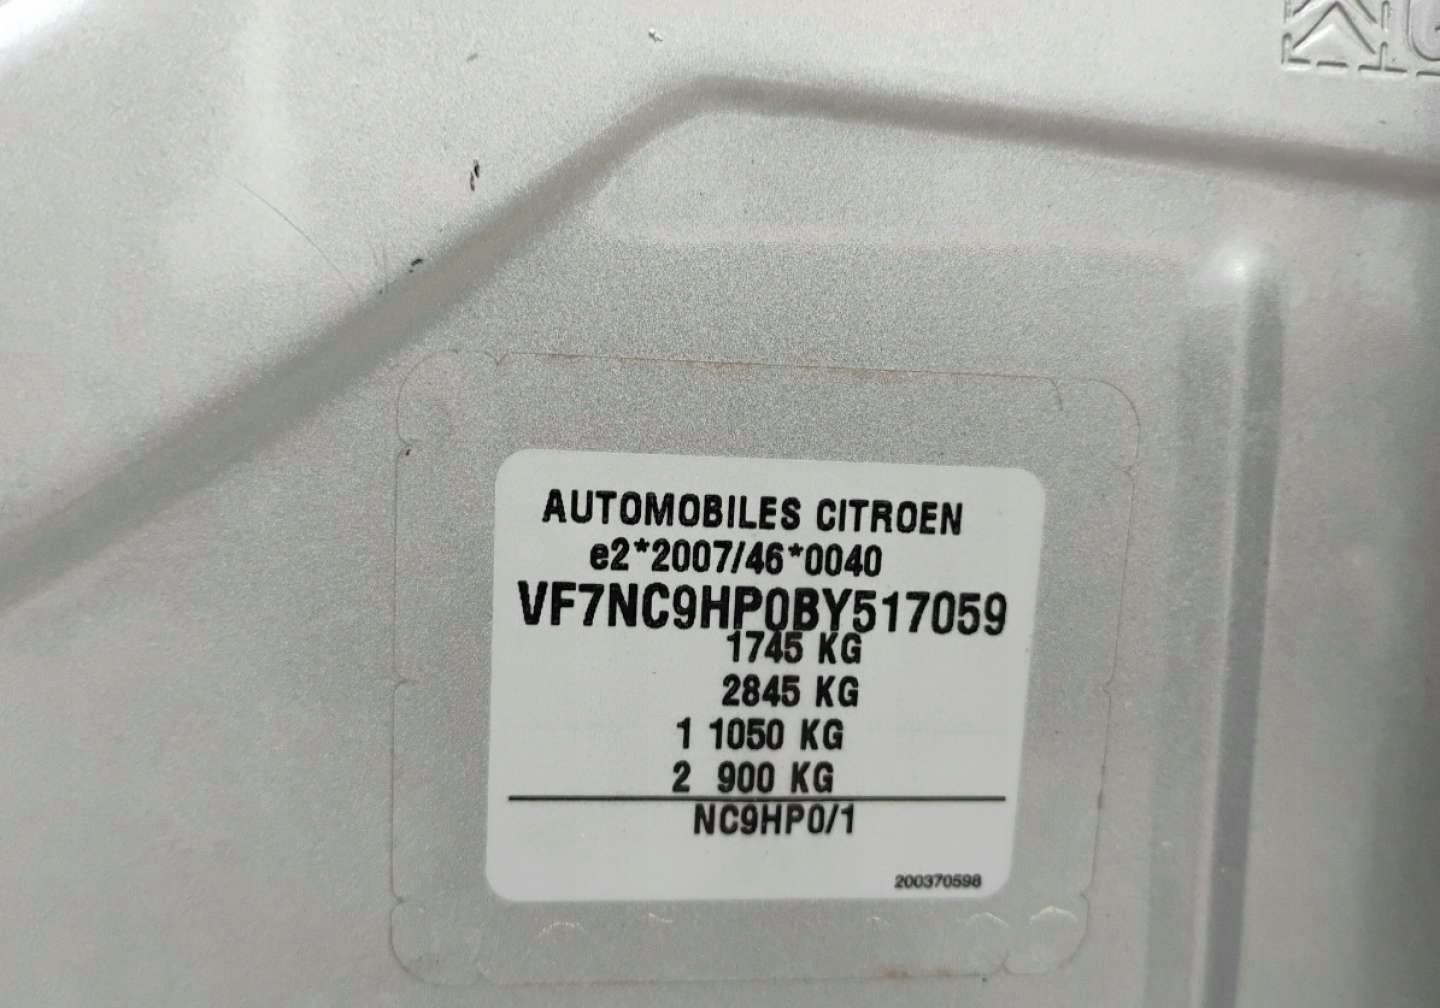 AUTOMOBILES CITROEN
e2*2007/46*0040
VF7NC9HP0BY517059
1745 KG
2845 KG
1 1050 KG
2 900 KG
NC9HP0/1
200370598